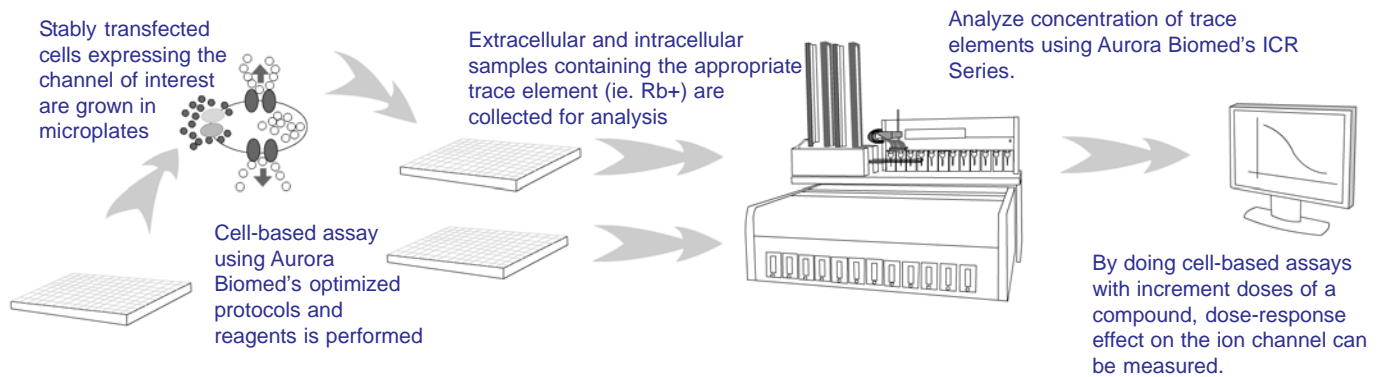 Stably transfected
cells expressing the
channel of interest
are grown in
microplates
Cell-based assay
using Aurora
Biomed's optimized
protocols and
reagents is performed
Extracellular and intracellular
samples containing the appropriate
trace element (ie. Rb+) are
collected for analysis
Analyze concentration of trace
elements using Aurora Biomed's ICR
Series.
By doing cell-based assays
with increment doses of a
compound, dose-response
effect on the ion channel can
be measured.